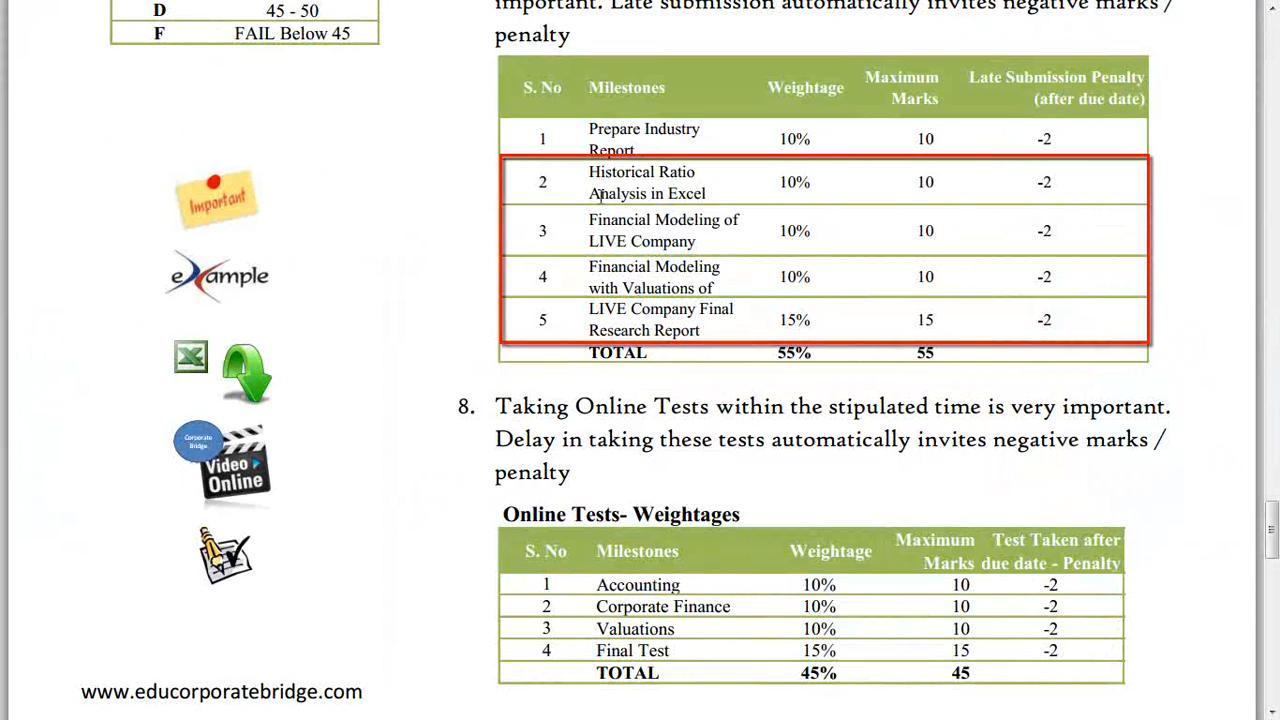 D 45 - 50
F FAIL Below 45
important. Late submission automatically invites negative marks /
penalty
S. No Milestones Weightage Maximum Marks Late Submission Penalty (after due date)
1 Prepare Industry Report 10% 10 -2
2 Historical Ratio Analysis in Excel 10% 10 -2
3 Financial Modeling of LIVE Company 10% 10 -2
4 Financial Modeling with Valuations of 10% 10 -2
5 LIVE Company Final Research Report 15% 15 -2
TOTAL 55% 55
Important
eXample
Corporate Bridge
Video Online
8. Taking Online Tests within the stipulated time is very important.
Delay in taking these tests automatically invites negative marks /
penalty
Online Tests- Weightages
S. No Milestones Weightage Maximum Marks Test Taken after due date - Penalty
1 Accounting 10% 10 -2
2 Corporate Finance 10% 10 -2
3 Valuations 10% 10 -2
4 Final Test 15% 15 -2
TOTAL 45% 45
www.educorporatebridge.com